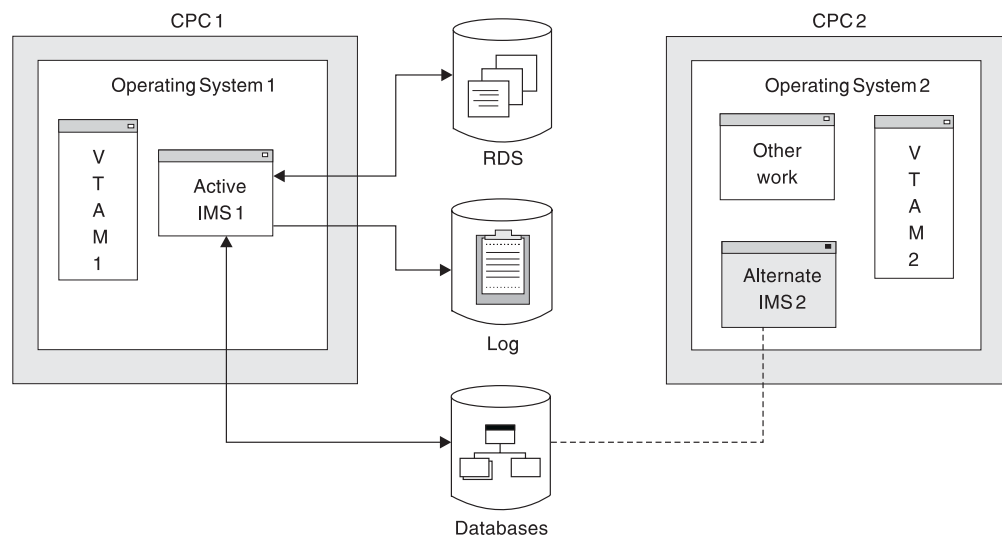 CPC 1
Operating System 1
V
T
A
M
1
Active
IMS 1
RDS
Log
Databases
CPC 2
Operating System 2
Other
work
V
T
A
M
2
Alternate
IMS 2